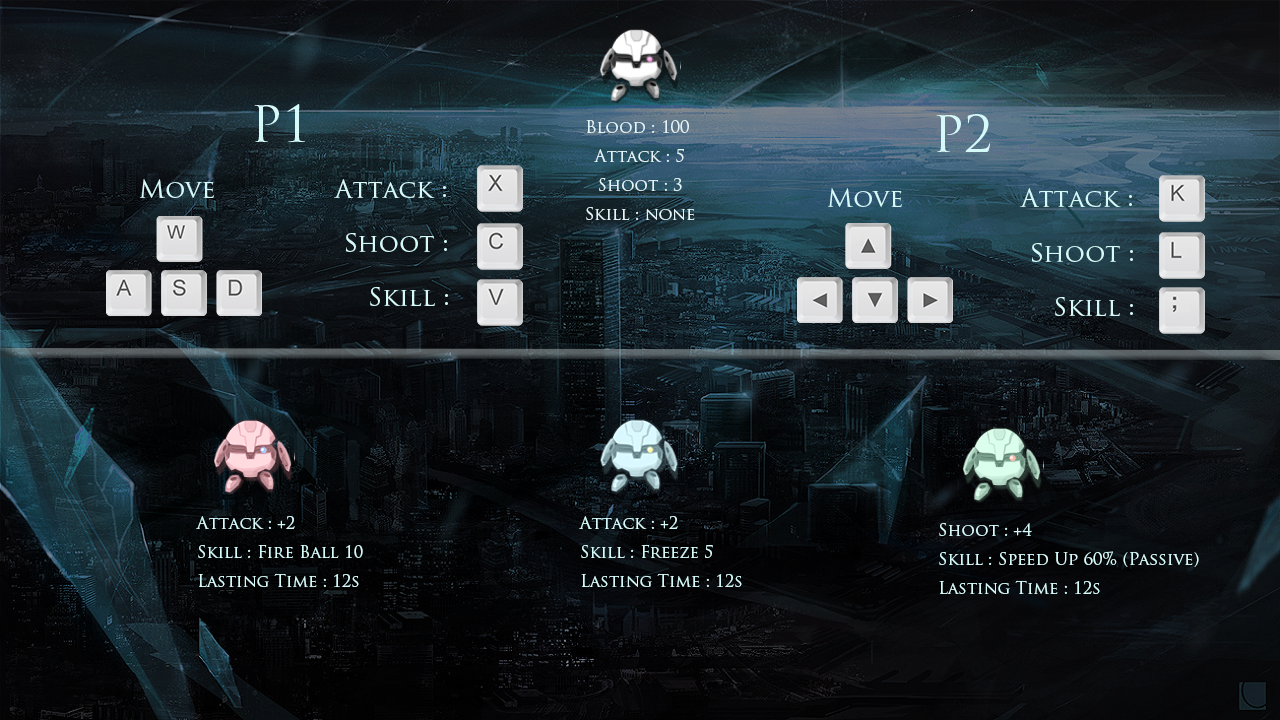 P1
Move
W
A S D
Attack : X
Shoot : C
Skill : V
Blood : 100
Attack : 5
Shoot : 3
Skill : none
P2
Move
▲
◀ ▼ ▶
Attack : K
Shoot : L
Skill : ;
Attack : +2
Skill : Fire Ball 10
Lasting Time : 12s
Attack : +2
Skill : Freeze 5
Lasting Time : 12s
Shoot : +4
Skill : Speed Up 60% (Passive)
Lasting Time : 12s